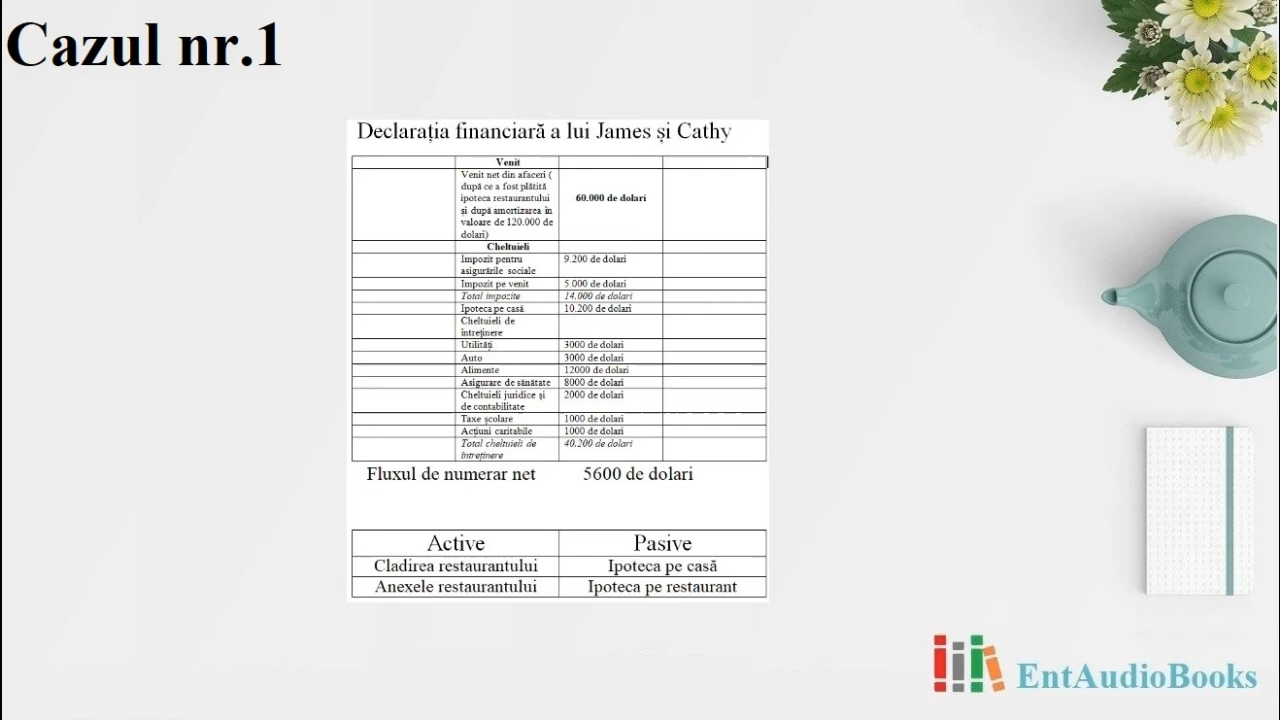 Cazul nr.1
Declarația financiară a lui James și Cathy
Venit
Venit net din afaceri (
după ce a fost plătită
ipoteca restaurantului
și după amortizarea în
valoare de 120.000 de
dolari)
60.000 de dolari
Cheltuieli
Impozit pentru
asigurările sociale
9.200 de dolari
Impozit pe venit 5.000 de dolari
Total impozite 14.000 de dolari
Ipoteca pe casă 10.200 de dolari
Cheltuieli de
întreținere
Utilități 3000 de dolari
Auto 3000 de dolari
Alimente 12000 de dolari
Asigurare de sănătate 8000 de dolari
Cheltuieli juridice și
de contabilitate
2000 de dolari
Taxe școlare 1000 de dolari
Acțiuni caritabile 1000 de dolari
Total cheltuieli de
întreținere
40.200 de dolari
Fluxul de numerar net 5600 de dolari
Active Pasive
Cladirea restaurantului Ipoteca pe casă
Anexele restaurantului Ipoteca pe restaurant
EntAudioBooks